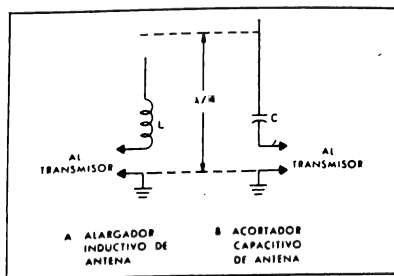 λ/4
C
L
AL
TRANSMISOR
AL
TRANSMISOR
A ALARGADOR
INDUCTIVO DE
ANTENA
B ACORTADOR
CAPACITIVO
DE ANTENA